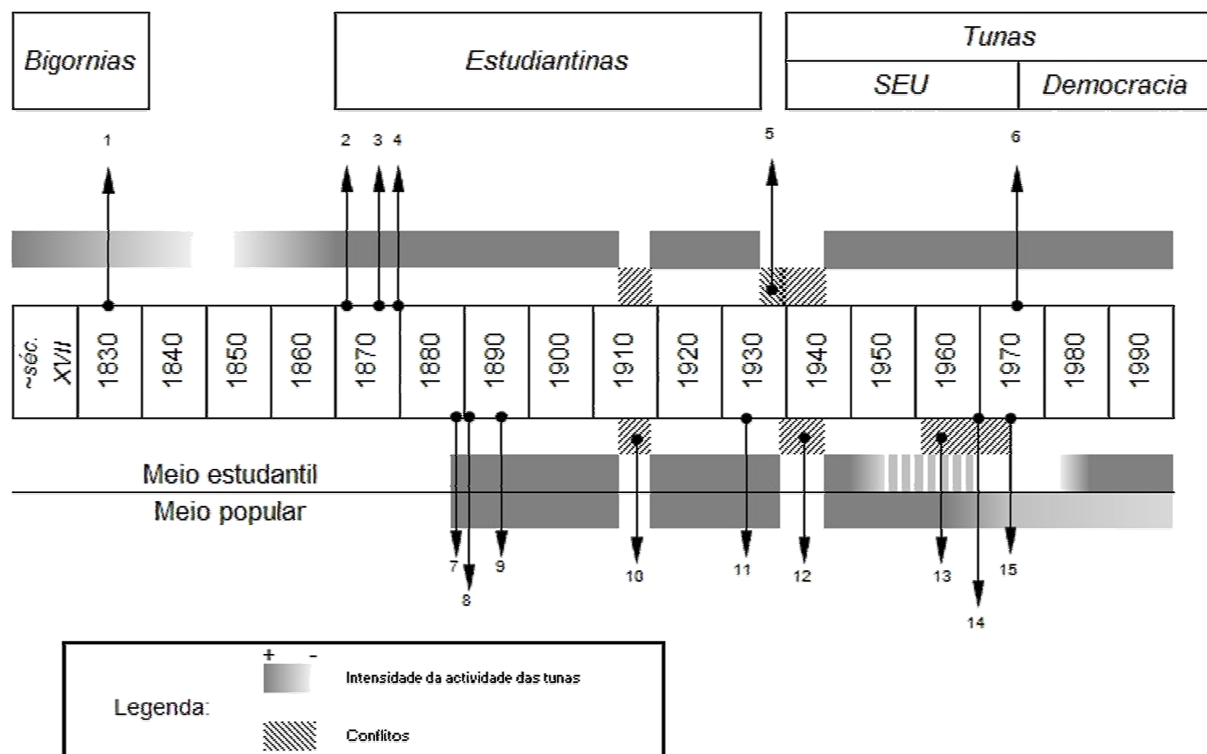 Bigornias
Estudiantinas
Tunas
SEU
Democracia
1
2
3
4
5
6
~séc.
XVII
1830
1840
1850
1860
1870
1880
1890
1900
1910
1920
1930
1940
1950
1960
1970
1980
1990
Meio estudantil
Meio popular
7
8
9
10
11
12
13
14
15
Legenda:
+ -
Intensidade da actividade das tunas
Conflitos